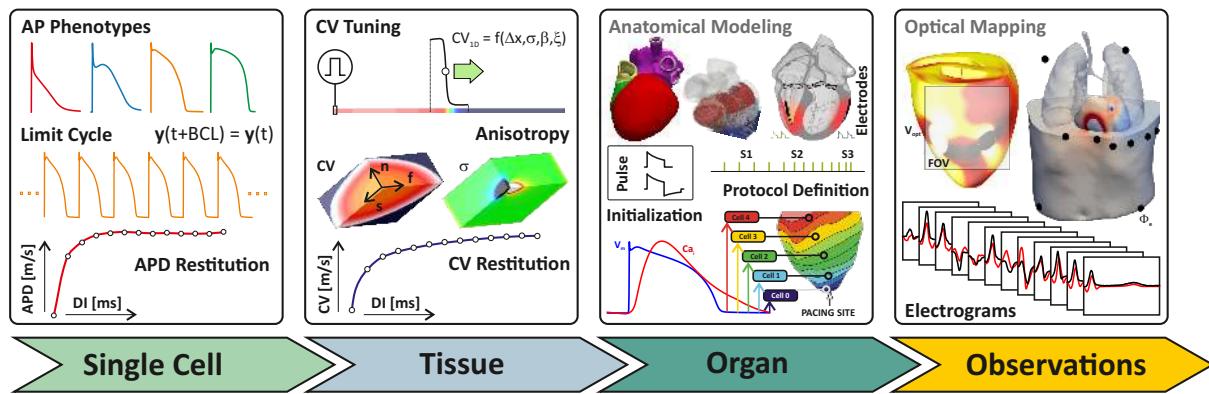 AP Phenotypes
Limit Cycle y(t+BCL) = y(t)
APD [m/s]
APD Restitution
DI [ms]
Single Cell
CV Tuning
CV₁D = f(Δx,σ,β,ξ)
Anisotropy
CV
n
f
s
σ
CV [m/s]
CV Restitution
DI [ms]
Tissue
Anatomical Modeling
Electrodes
Pulse
S1 S2 S3
Protocol Definition
Initialization
Vₘ
Caᵢ
Cell 4
Cell 3
Cell 2
Cell 1
Cell 0
PACING SITE
Organ
Optical Mapping
Vopt
FOV
Φₑ
Electrograms
Observations